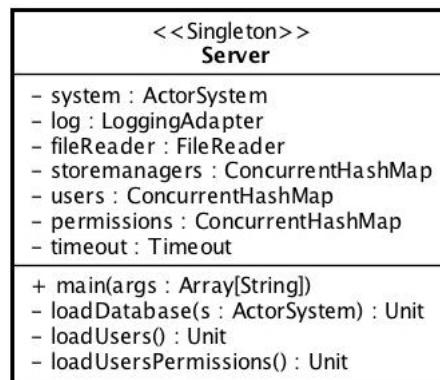 <<Singleton>>
Server
– system : ActorSystem
– log : LoggingAdapter
– fileReader : FileReader
– storemanagers : ConcurrentHashMap
– users : ConcurrentHashMap
– permissions : ConcurrentHashMap
– timeout : Timeout
+ main(args : Array[String])
– loadDatabase(s : ActorSystem) : Unit
– loadUsers() : Unit
– loadUsersPermissions() : Unit